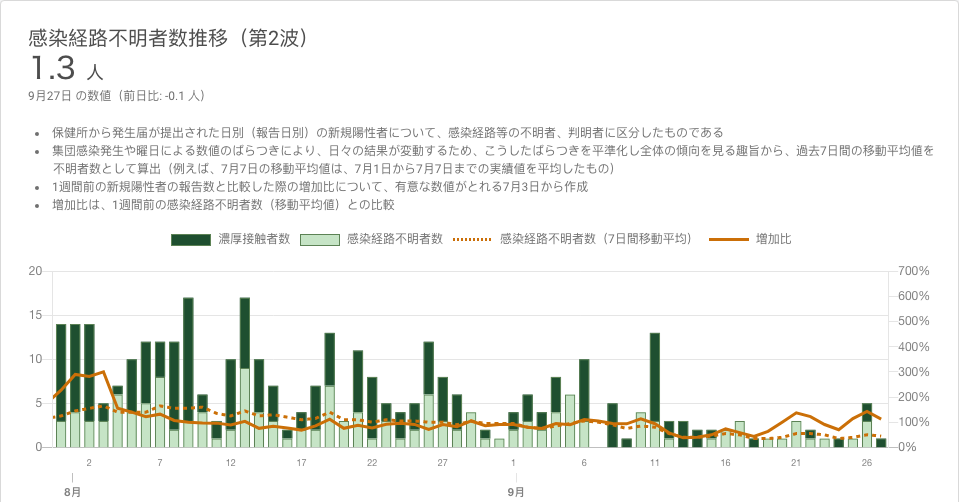 感染経路不明者数推移（第2波）
1.3 人
9月27日 の数値（前日比: -0.1 人）
• 保健所から発生届が提出された日別（報告日別）の新規陽性者について、感染経路等の不明者、判明者に区分したものである
• 集団感染発生や曜日による数値のばらつきにより、日々の結果が変動するため、こうしたばらつきを平準化し全体の傾向を見る趣旨から、過去7日間の移動平均値を
不明者数として算出（例えば、7月7日の移動平均値は、7月1日から7月7日までの実績値を平均したもの）
• 1週間前の新規陽性者の報告数と比較した際の増加比について、有意な数値がとれる7月3日から作成
• 増加比は、1週間前の感染経路不明者数（移動平均値）との比較
濃厚接触者数 感染経路不明者数 感染経路不明者数（7日間移動平均） 増加比
20 700%
600%
15 500%
400%
10 300%
5 200%
100%
0 0%
2 7 12 17 22 27 1 6 11 16 21 26
8月 9月